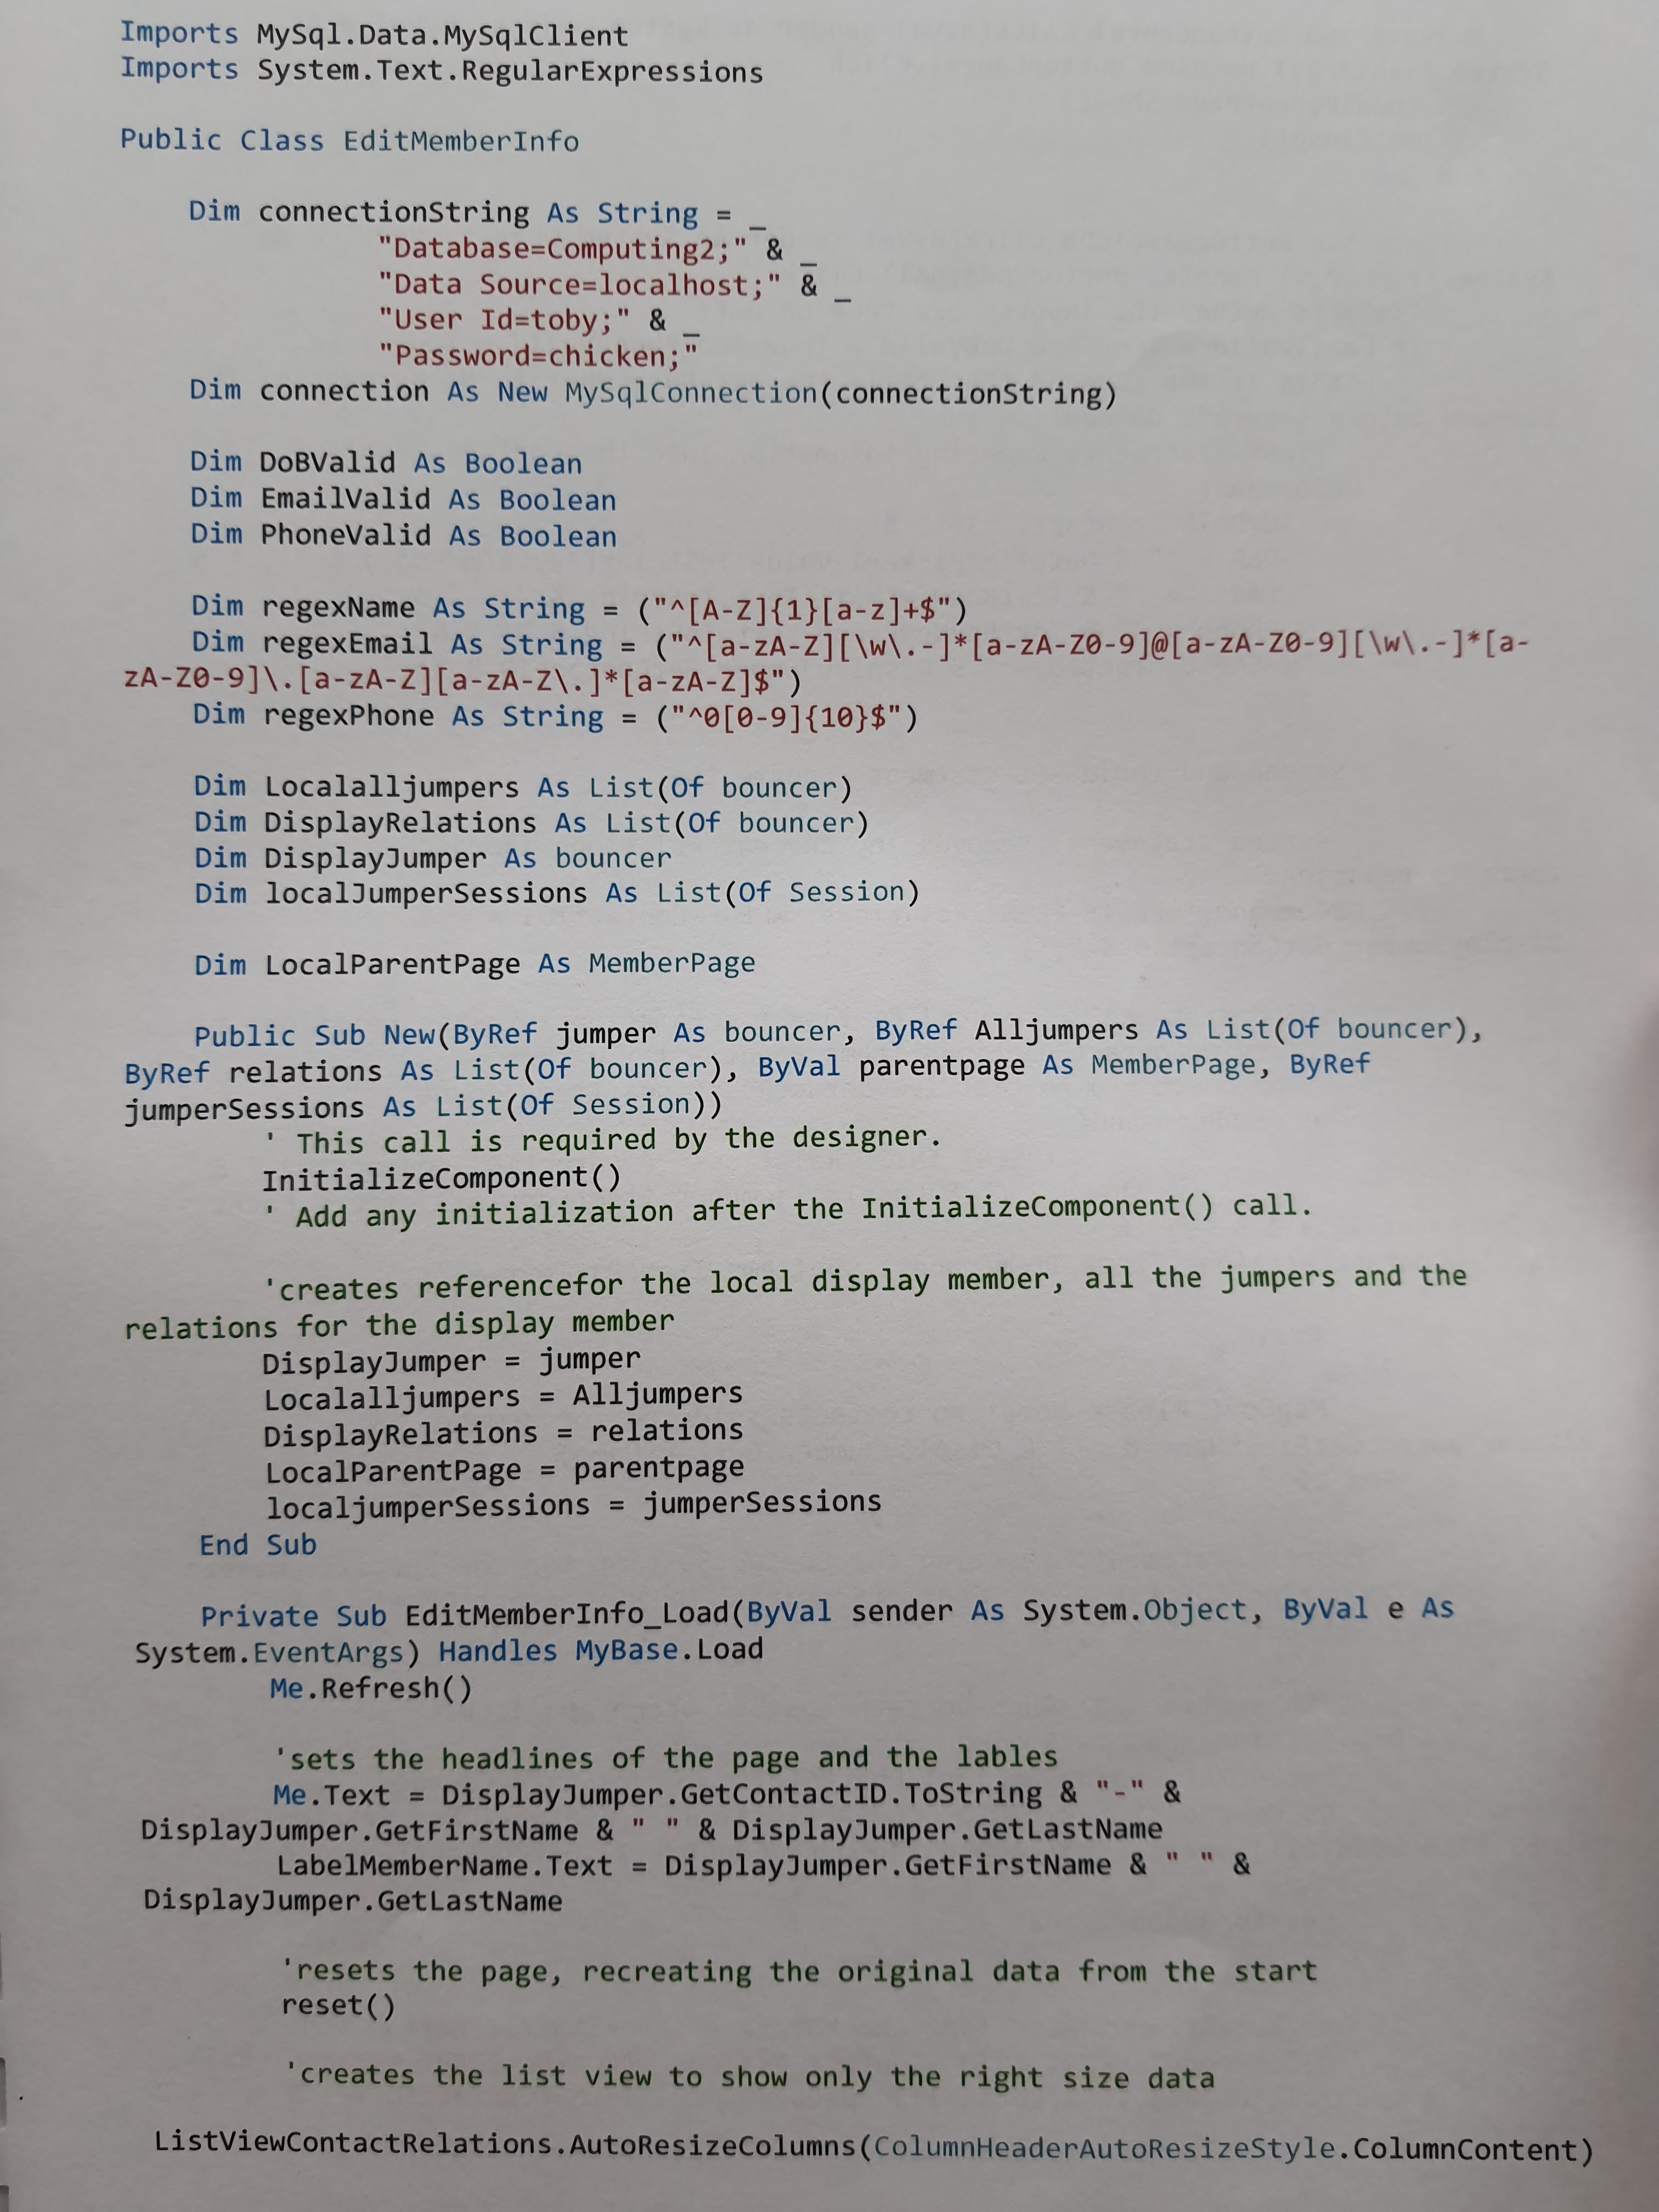 Imports MySql.Data.MySqlClient
Imports System.Text.RegularExpressions
Public Class EditMemberInfo
Dim connectionString As String = _
"Database=Computing2;" & _
"Data Source=localhost;" & _
"User Id=toby;" & _
"Password=chicken;"
Dim connection As New MySqlConnection(connectionString)
Dim DoBValid As Boolean
Dim EmailValid As Boolean
Dim PhoneValid As Boolean
Dim regexName As String = ("^[A-Z]{1}[a-z]+$")
Dim regexEmail As String = ("^[a-zA-Z][\w\.-]*[a-zA-Z0-9]@[a-zA-Z0-9][\w\.-]*[a-
zA-Z0-9]\.[a-zA-Z][a-zA-Z\.]*[a-zA-Z]$")
Dim regexPhone As String = ("^0[0-9]{10}$")
Dim Localalljumpers As List(Of bouncer)
Dim DisplayRelations As List(Of bouncer)
Dim DisplayJumper As bouncer
Dim localJumperSessions As List(Of Session)
Dim LocalParentPage As MemberPage
Public Sub New(ByRef jumper As bouncer, ByRef Alljumpers As List(Of bouncer),
ByRef relations As List(Of bouncer), ByVal parentpage As MemberPage, ByRef
jumperSessions As List(Of Session))
' This call is required by the designer.
InitializeComponent()
' Add any initialization after the InitializeComponent() call.
'creates referencefor the local display member, all the jumpers and the
relations for the display member
DisplayJumper = jumper
Localalljumpers = Alljumpers
DisplayRelations = relations
LocalParentPage = parentpage
localjumperSessions = jumperSessions
End Sub
Private Sub EditMemberInfo_Load(ByVal sender As System.Object, ByVal e As
System.EventArgs) Handles MyBase.Load
Me.Refresh()
'sets the headlines of the page and the lables
Me.Text = DisplayJumper.GetContactID.ToString & "-" &
DisplayJumper.GetFirstName & " " & DisplayJumper.GetLastName
LabelMemberName.Text = DisplayJumper.GetFirstName & " " &
DisplayJumper.GetLastName
'resets the page, recreating the original data from the start
reset()
'creates the list view to show only the right size data
ListViewContactRelations.AutoResizeColumns(ColumnHeaderAutoResizeStyle.ColumnContent)